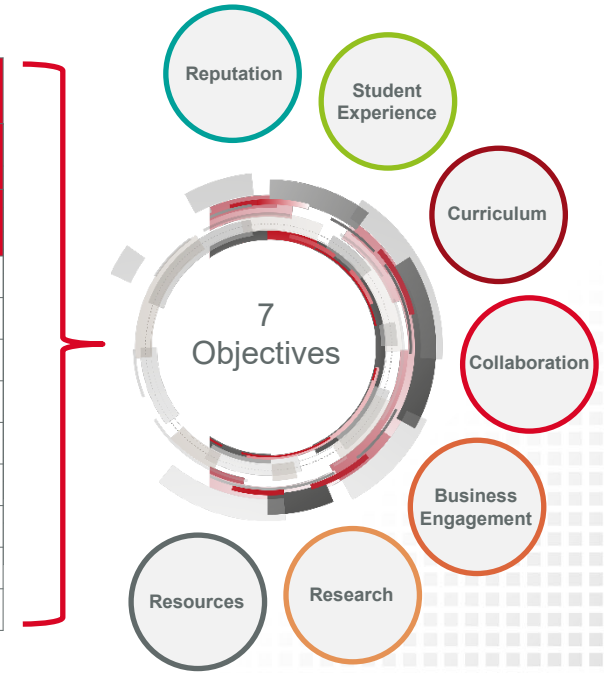 Reputation
Student
Experience
Curriculum
7
Objectives
Collaboration
Business
Engagement
Research
Resources